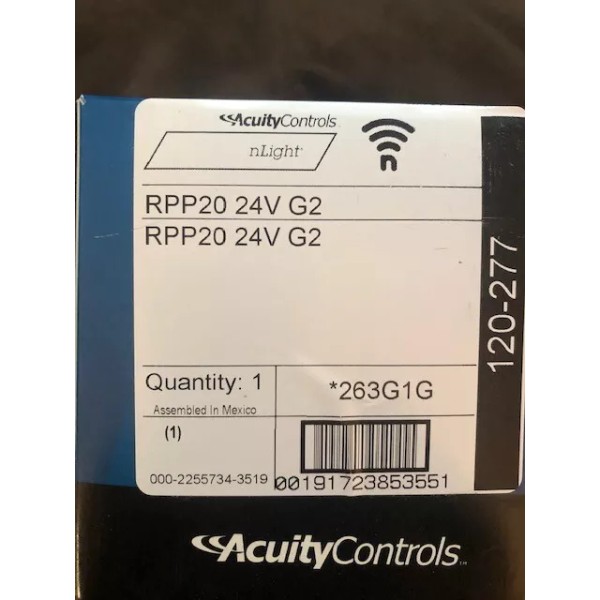 AcuityControls
nLight
n
RPP20 24V G2
RPP20 24V G2
120-277
Quantity: 1
*263G1G
Assembled In Mexico
(1)
000-2255734-3519
00191723853551
AcuityControls